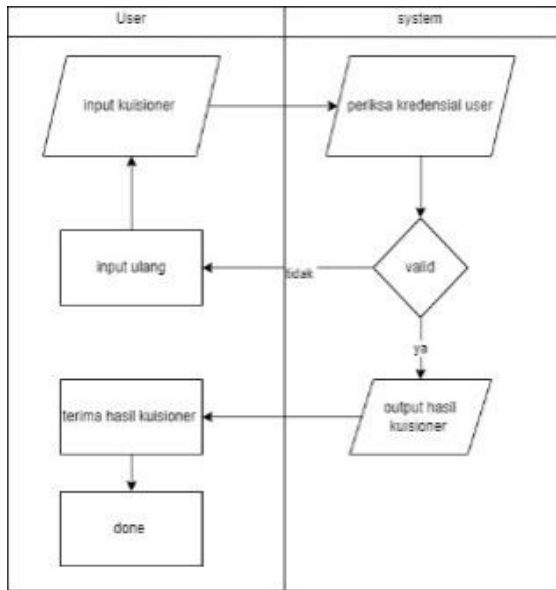 User
system
input kuisioner
periksa kredensial user
input ulang
tidak
valid
ya
terima hasil kuisioner
output hasil
kuisioner
done